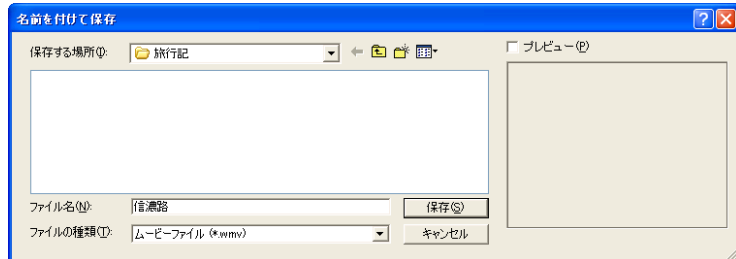 名前を付けて保存
保存する場所(I): 旅行記
プレビュー(P)
ファイル名(N): 信濃路 保存(S)
ファイルの種類(T): ムービーファイル (*.wmv) キャンセル